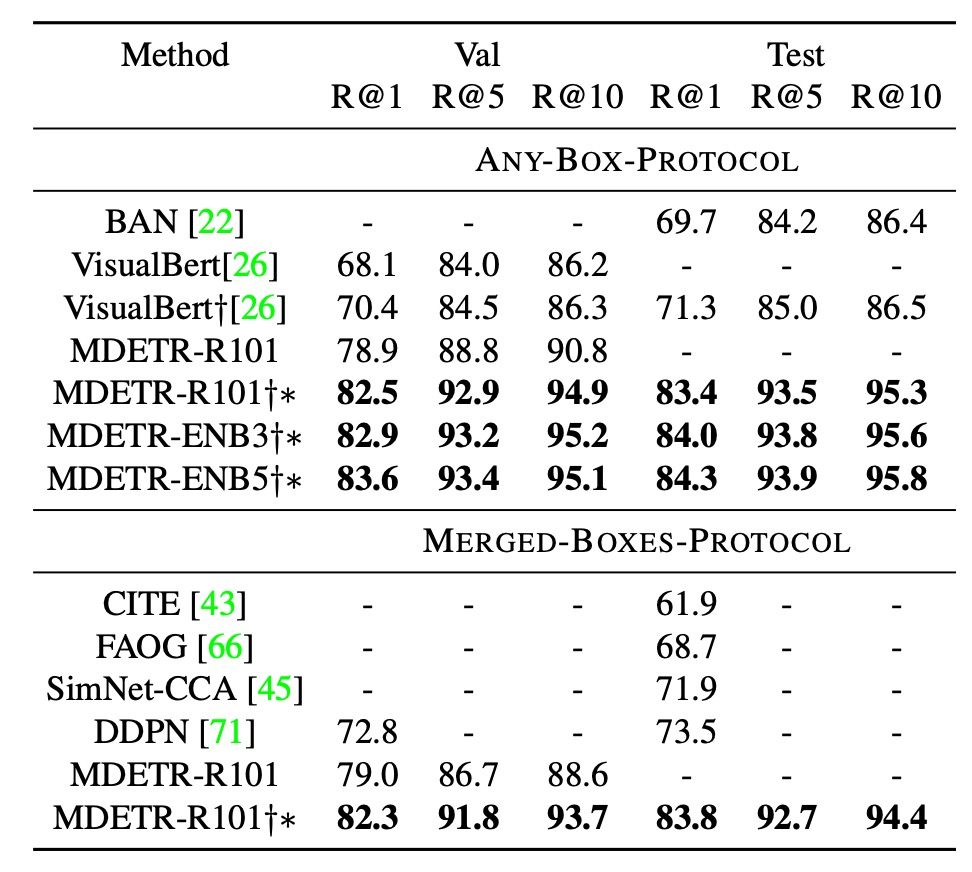 Method Val Test
R@1 R@5 R@10 R@1 R@5 R@10
ANY-BOX-PROTOCOL
BAN [22] - - - 69.7 84.2 86.4
VisualBert[26] 68.1 84.0 86.2 - - -
VisualBert†[26] 70.4 84.5 86.3 71.3 85.0 86.5
MDETR-R101 78.9 88.8 90.8 - - -
MDETR-R101†* 82.5 92.9 94.9 83.4 93.5 95.3
MDETR-ENB3†* 82.9 93.2 95.2 84.0 93.8 95.6
MDETR-ENB5†* 83.6 93.4 95.1 84.3 93.9 95.8
MERGED-BOXES-PROTOCOL
CITE [43] - - - 61.9 - -
FAOG [66] - - - 68.7 - -
SimNet-CCA [45] - - - 71.9 - -
DDPN [71] 72.8 - - 73.5 - -
MDETR-R101 79.0 86.7 88.6 - - -
MDETR-R101†* 82.3 91.8 93.7 83.8 92.7 94.4